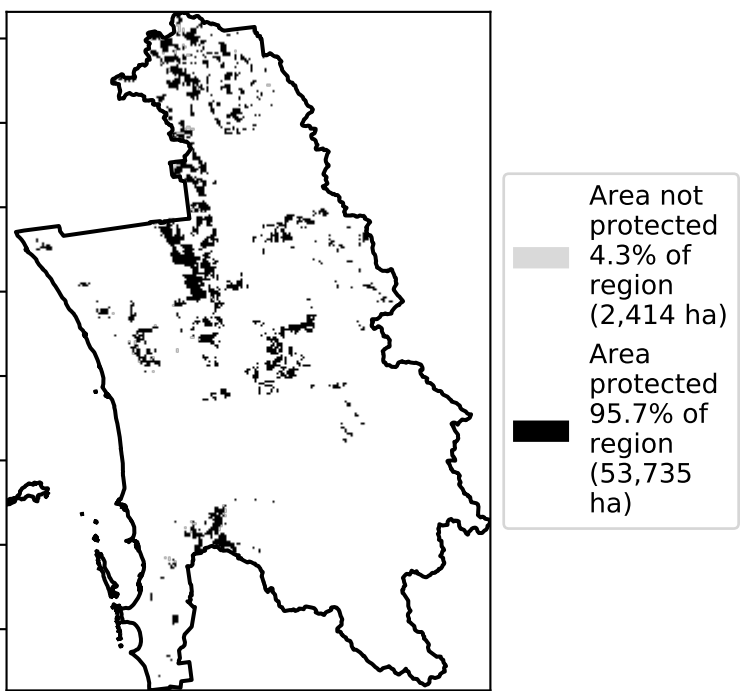 Area not
protected
4.3% of
region
(2,414 ha)
Area
protected
95.7% of
region
(53,735
ha)